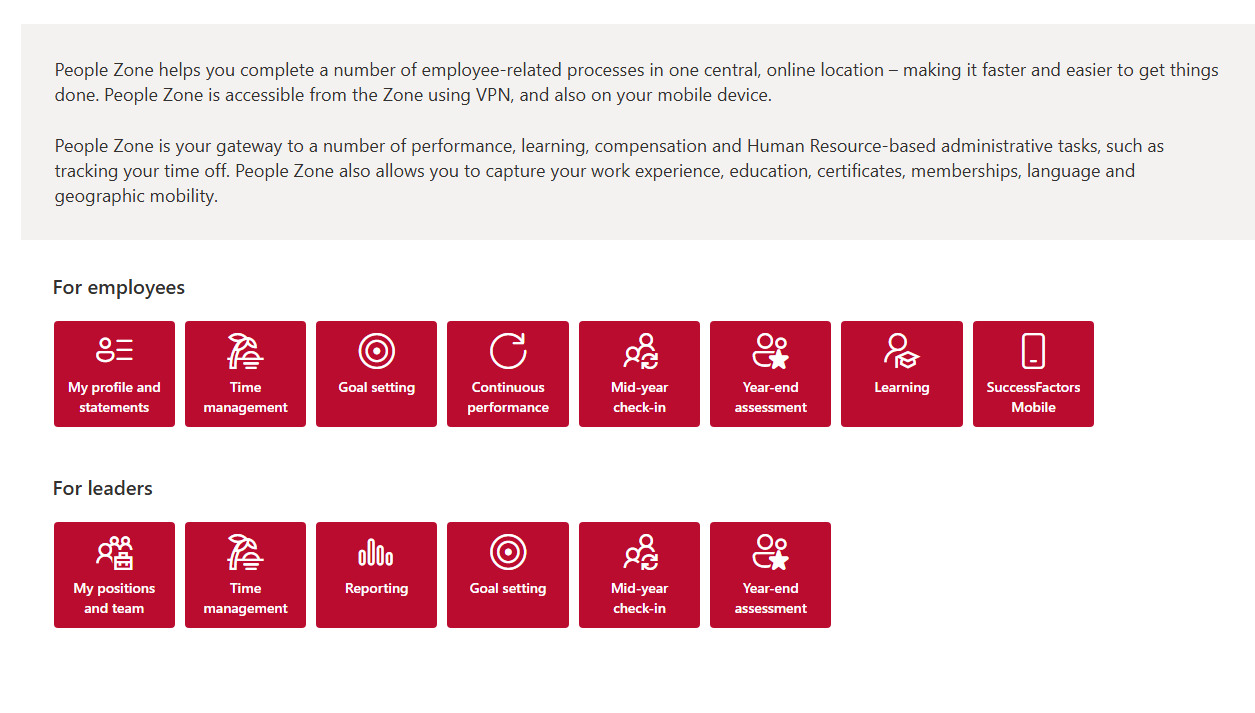 People Zone helps you complete a number of employee-related processes in one central, online location – making it faster and easier to get things
done. People Zone is accessible from the Zone using VPN, and also on your mobile device.
People Zone is your gateway to a number of performance, learning, compensation and Human Resource-based administrative tasks, such as
tracking your time off. People Zone also allows you to capture your work experience, education, certificates, memberships, language and
geographic mobility.
For employees
My profile and
statements
Time
management
Goal setting
Continuous
performance
Mid-year
check-in
Year-end
assessment
Learning
SuccessFactors
Mobile
For leaders
My positions
and team
Time
management
Reporting
Goal setting
Mid-year
check-in
Year-end
assessment